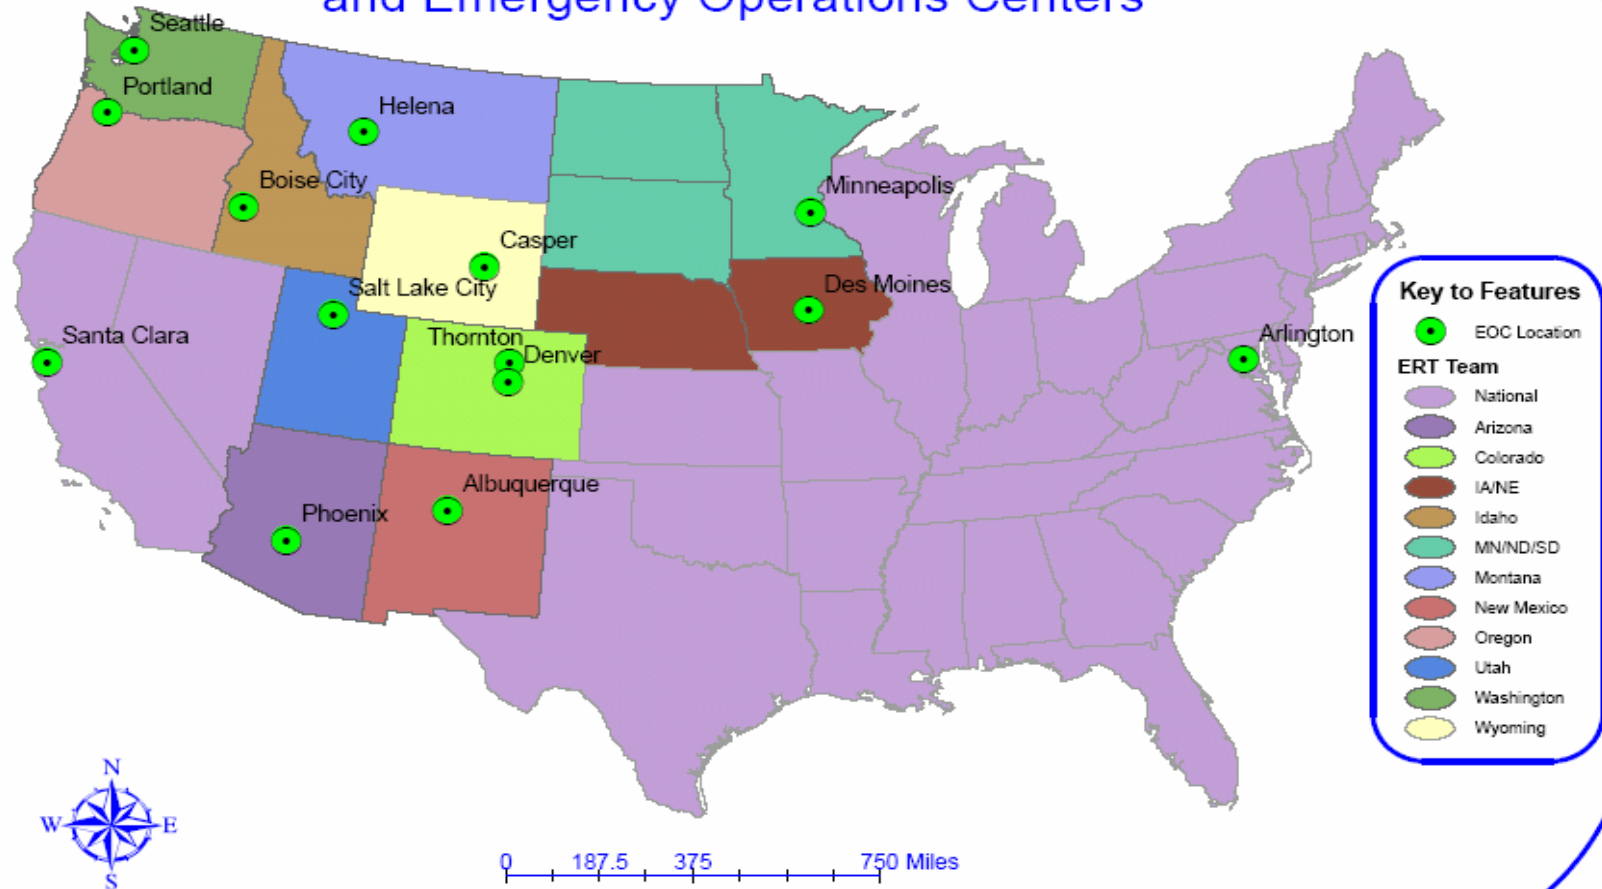 and Emergency Operations Centers
Seattle
Portland
Helena
Boise City
Minneapolis
Casper
Salt Lake City
Des Moines
Santa Clara
Thornton
Denver
Arlington
Albuquerque
Phoenix
Key to Features
EOC Location
ERT Team
National
Arizona
Colorado
IA/NE
Idaho
MN/ND/SD
Montana
New Mexico
Oregon
Utah
Washington
Wyoming
N
W E
S
0 187.5 375 750 Miles